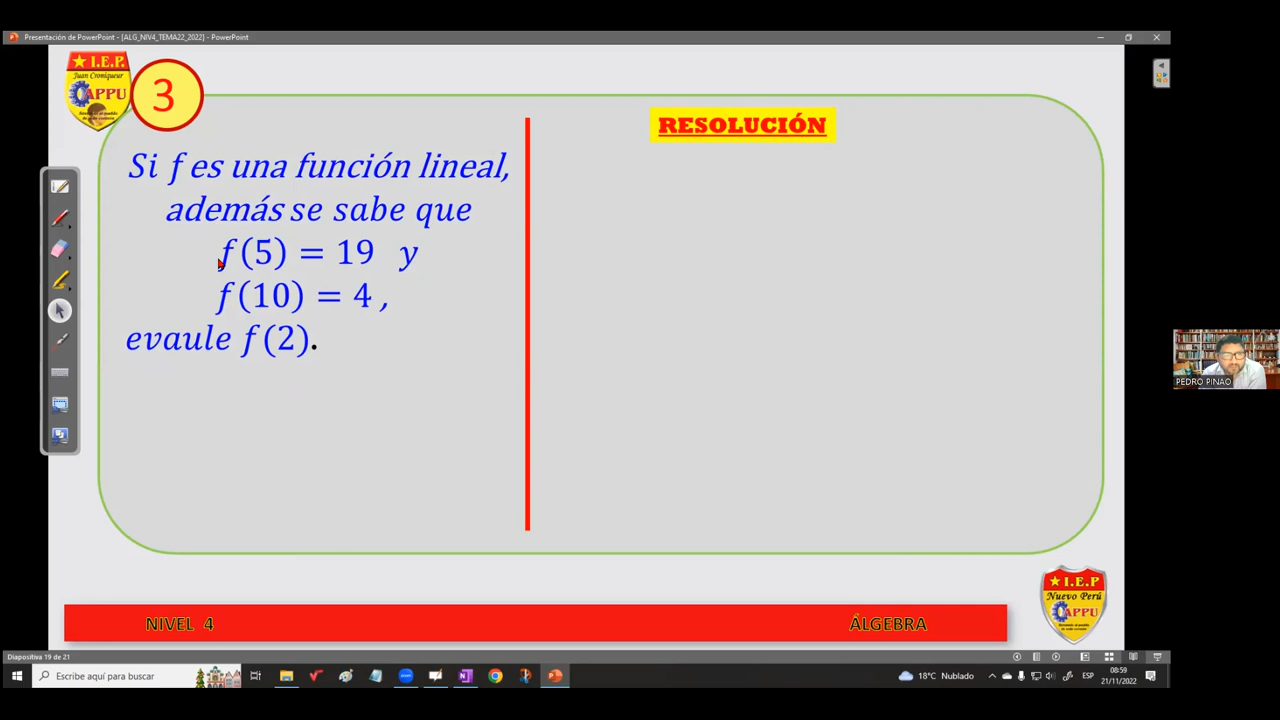 Presentación de PowerPoint - [ALG_NIV4_TEMA22_2022] - PowerPoint
I.E.P.
Juan Croniqueur
APPU
3
RESOLUCIÓN
Si f es una función lineal,
además se sabe que
f(5) = 19 y
f(10) = 4 ,
evaule f(2).
PEDRO PINAO
I.E.P
Nuevo Perú
APPU
NIVEL 4
ÁLGEBRA
Diapositiva 19 de 21
Escribe aquí para buscar
18°C Nublado
ESP
08:59
21/11/2022